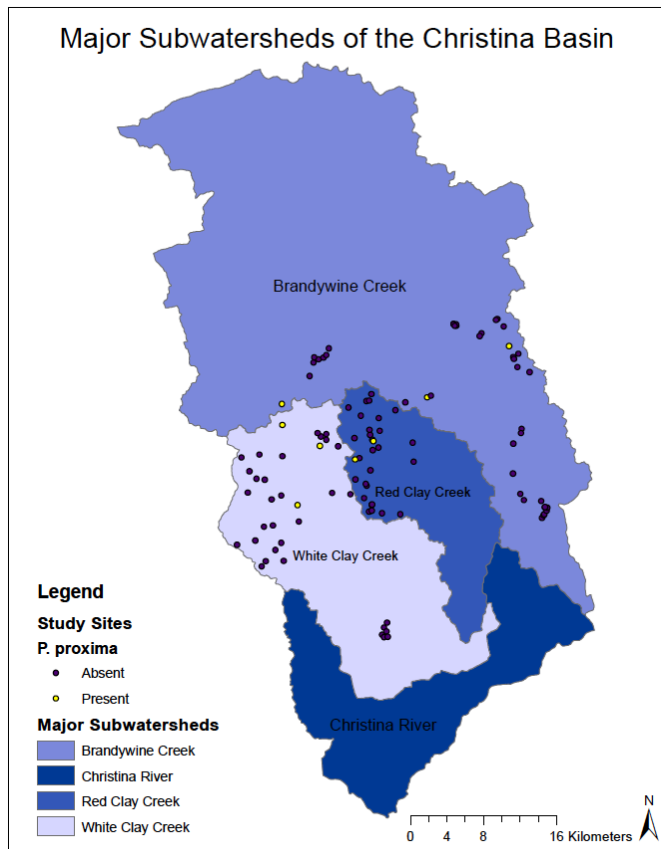 Major Subwatersheds of the Christina Basin
Brandywine Creek
Red Clay Creek
White Clay Creek
Christina River
Legend
Study Sites
P. proxima
Absent
Present
Major Subwatersheds
Brandywine Creek
Christina River
Red Clay Creek
White Clay Creek
N
0 4 8 16 Kilometers